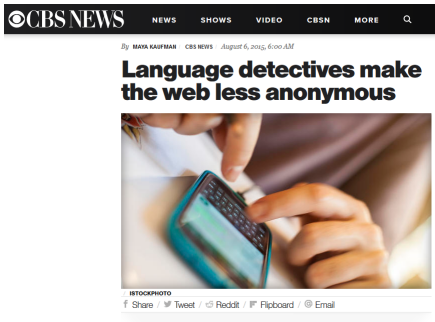 CBS NEWS NEWS SHOWS VIDEO CBSN MORE
By MAYA KAUFMAN CBS NEWS August 6, 2015, 6:00 AM
Language detectives make
the web less anonymous
ISTOCKPHOTO
Share / Tweet / Reddit / Flipboard / Email